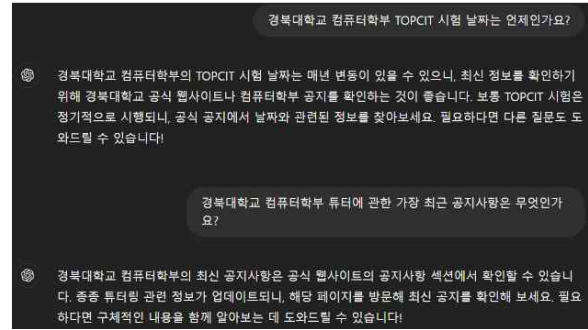 경북대학교 컴퓨터학부 TOPCIT 시험 날짜는 언제인가요?
경북대학교 컴퓨터학부의 TOPCIT 시험 날짜는 매년 변동이 있을 수 있으니, 최신 정보를 확인하기
위해 경북대학교 공식 웹사이트나 컴퓨터학부 공지를 확인하는 것이 좋습니다. 보통 TOPCIT 시험은
정기적으로 시행되니, 공식 공지에서 날짜와 관련된 정보를 찾아보세요. 필요하다면 다른 질문도 도
와드릴 수 있습니다!
경북대학교 컴퓨터학부 튜터에 관한 가장 최근 공지사항은 무엇인가
요?
경북대학교 컴퓨터학부의 최신 공지사항은 공식 웹사이트의 공지사항 섹션에서 확인할 수 있습니
다. 종종 튜터링 관련 정보가 업데이트되니, 해당 페이지를 방문해 최신 공지를 확인해 보세요. 필요
하다면 구체적인 내용을 함께 알아보는 데 도와드릴 수 있습니다!